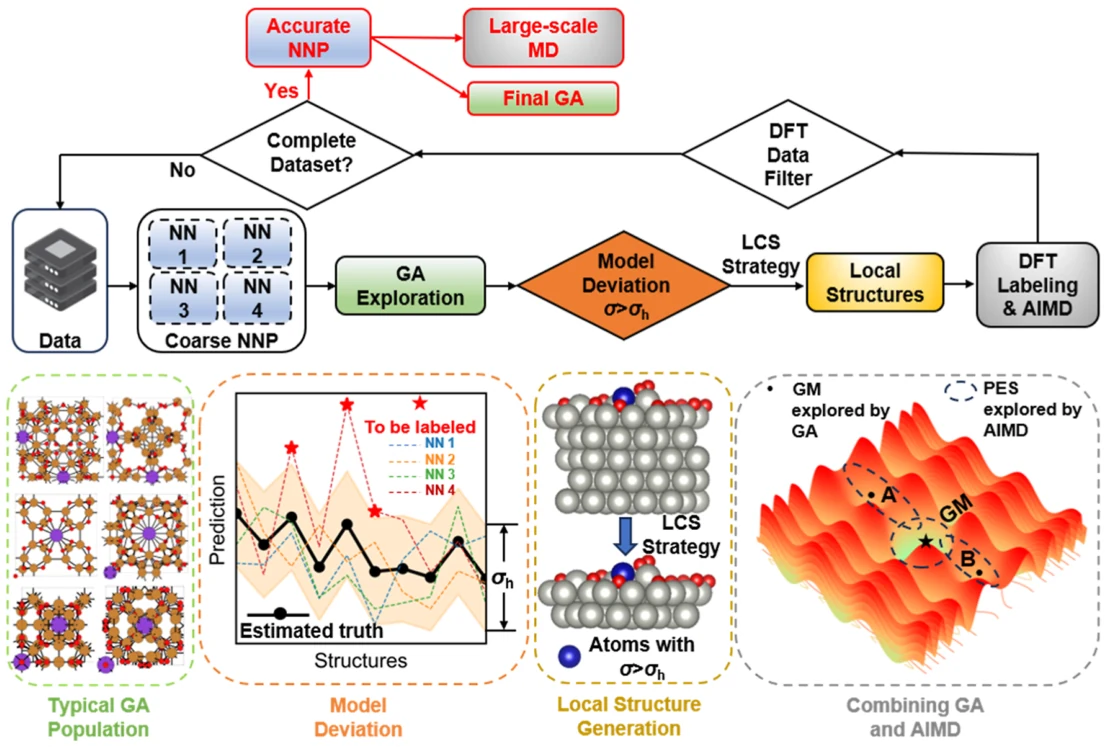 Accurate
NNP
Large-scale
MD
Final GA
Yes
Complete
Dataset?
No
DFT
Data
Filter
Data
NN
1
NN
2
NN
3
NN
4
Coarse NNP
GA
Exploration
Model
Deviation
σ>σh
LCS
Strategy
Local
Structures
DFT
Labeling
& AIMD
Typical GA
Population
To be labeled
NN 1
NN 2
NN 3
NN 4
Prediction
σh
Estimated truth
Structures
Model
Deviation
LCS
Strategy
Atoms with
σ>σh
Local Structure
Generation
GM
explored by
GA
PES
explored by
AIMD
A
GM
B
Combining GA
and AIMD